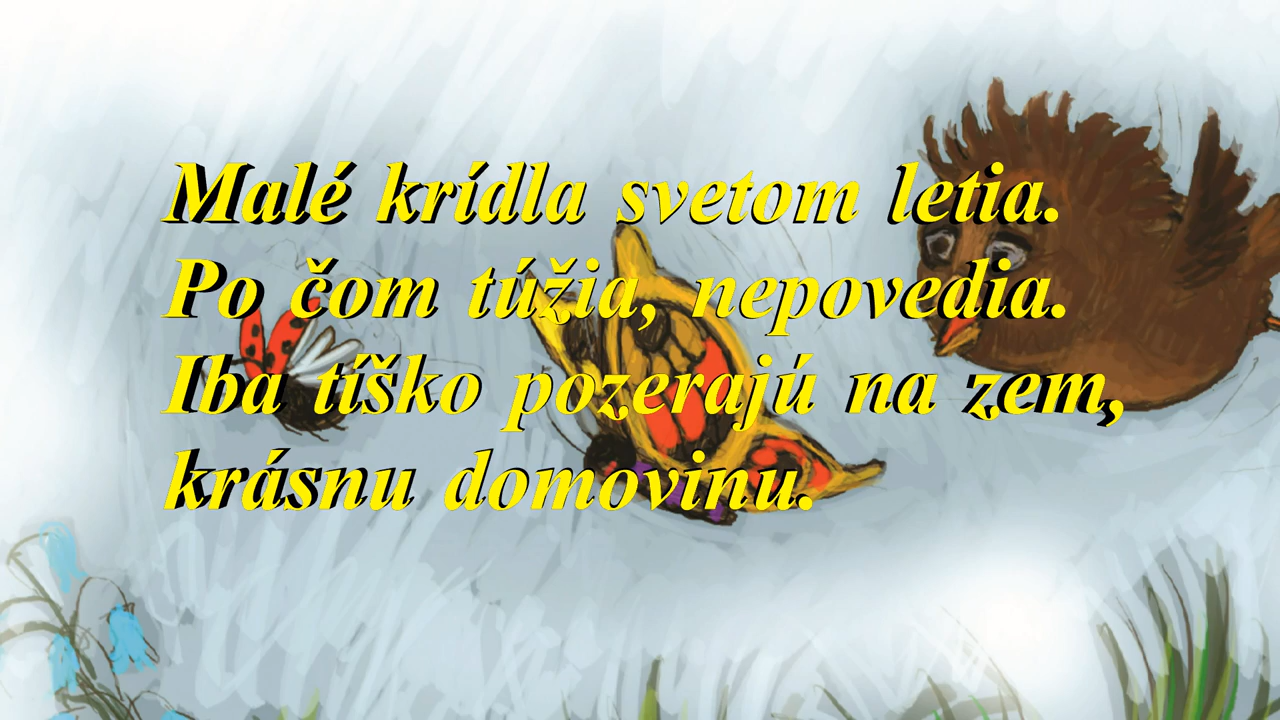 Malé krídla svetom letia.
Po čom túžia, nepovedia.
Iba tíško pozerajú na zem,
krásnu domovinu.